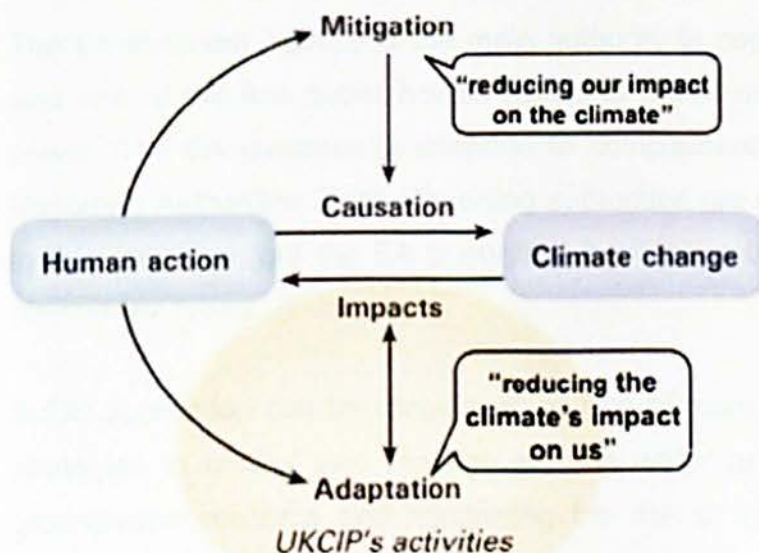 Mitigation
"reducing our impact
on the climate"
Causation
Human action
Climate change
Impacts
"reducing the
climate's impact
on us"
Adaptation
UKCIP's activities